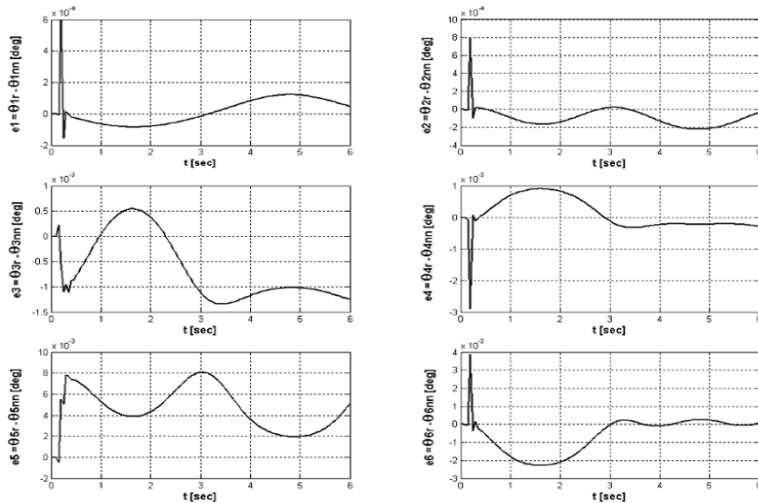 x 10⁻⁴
6
4
2
0
-2
e1 =θ1r -θ1nn [deg]
0 1 2 3 4 5 6
t [sec]
x 10⁻⁴
10
8
6
4
2
0
-2
-4
e2 =θ2r -θ2nn [deg]
0 1 2 3 4 5 6
t [sec]
x 10⁻³
1
0.5
0
-0.5
-1
-1.5
e3 =θ3r -θ3nn [deg]
0 1 2 3 4 5 6
t [sec]
x 10⁻³
1
0
-1
-2
-3
e4 =θ4r -θ4nn [deg]
0 1 2 3 4 5 6
t [sec]
x 10⁻³
10
8
6
4
2
0
-2
e5 =θ5r -θ5nn [deg]
0 1 2 3 4 5 6
t [sec]
x 10⁻³
4
3
2
1
0
-1
-2
-3
-4
e6 =θ6r -θ6nn [deg]
0 1 2 3 4 5 6
t [sec]